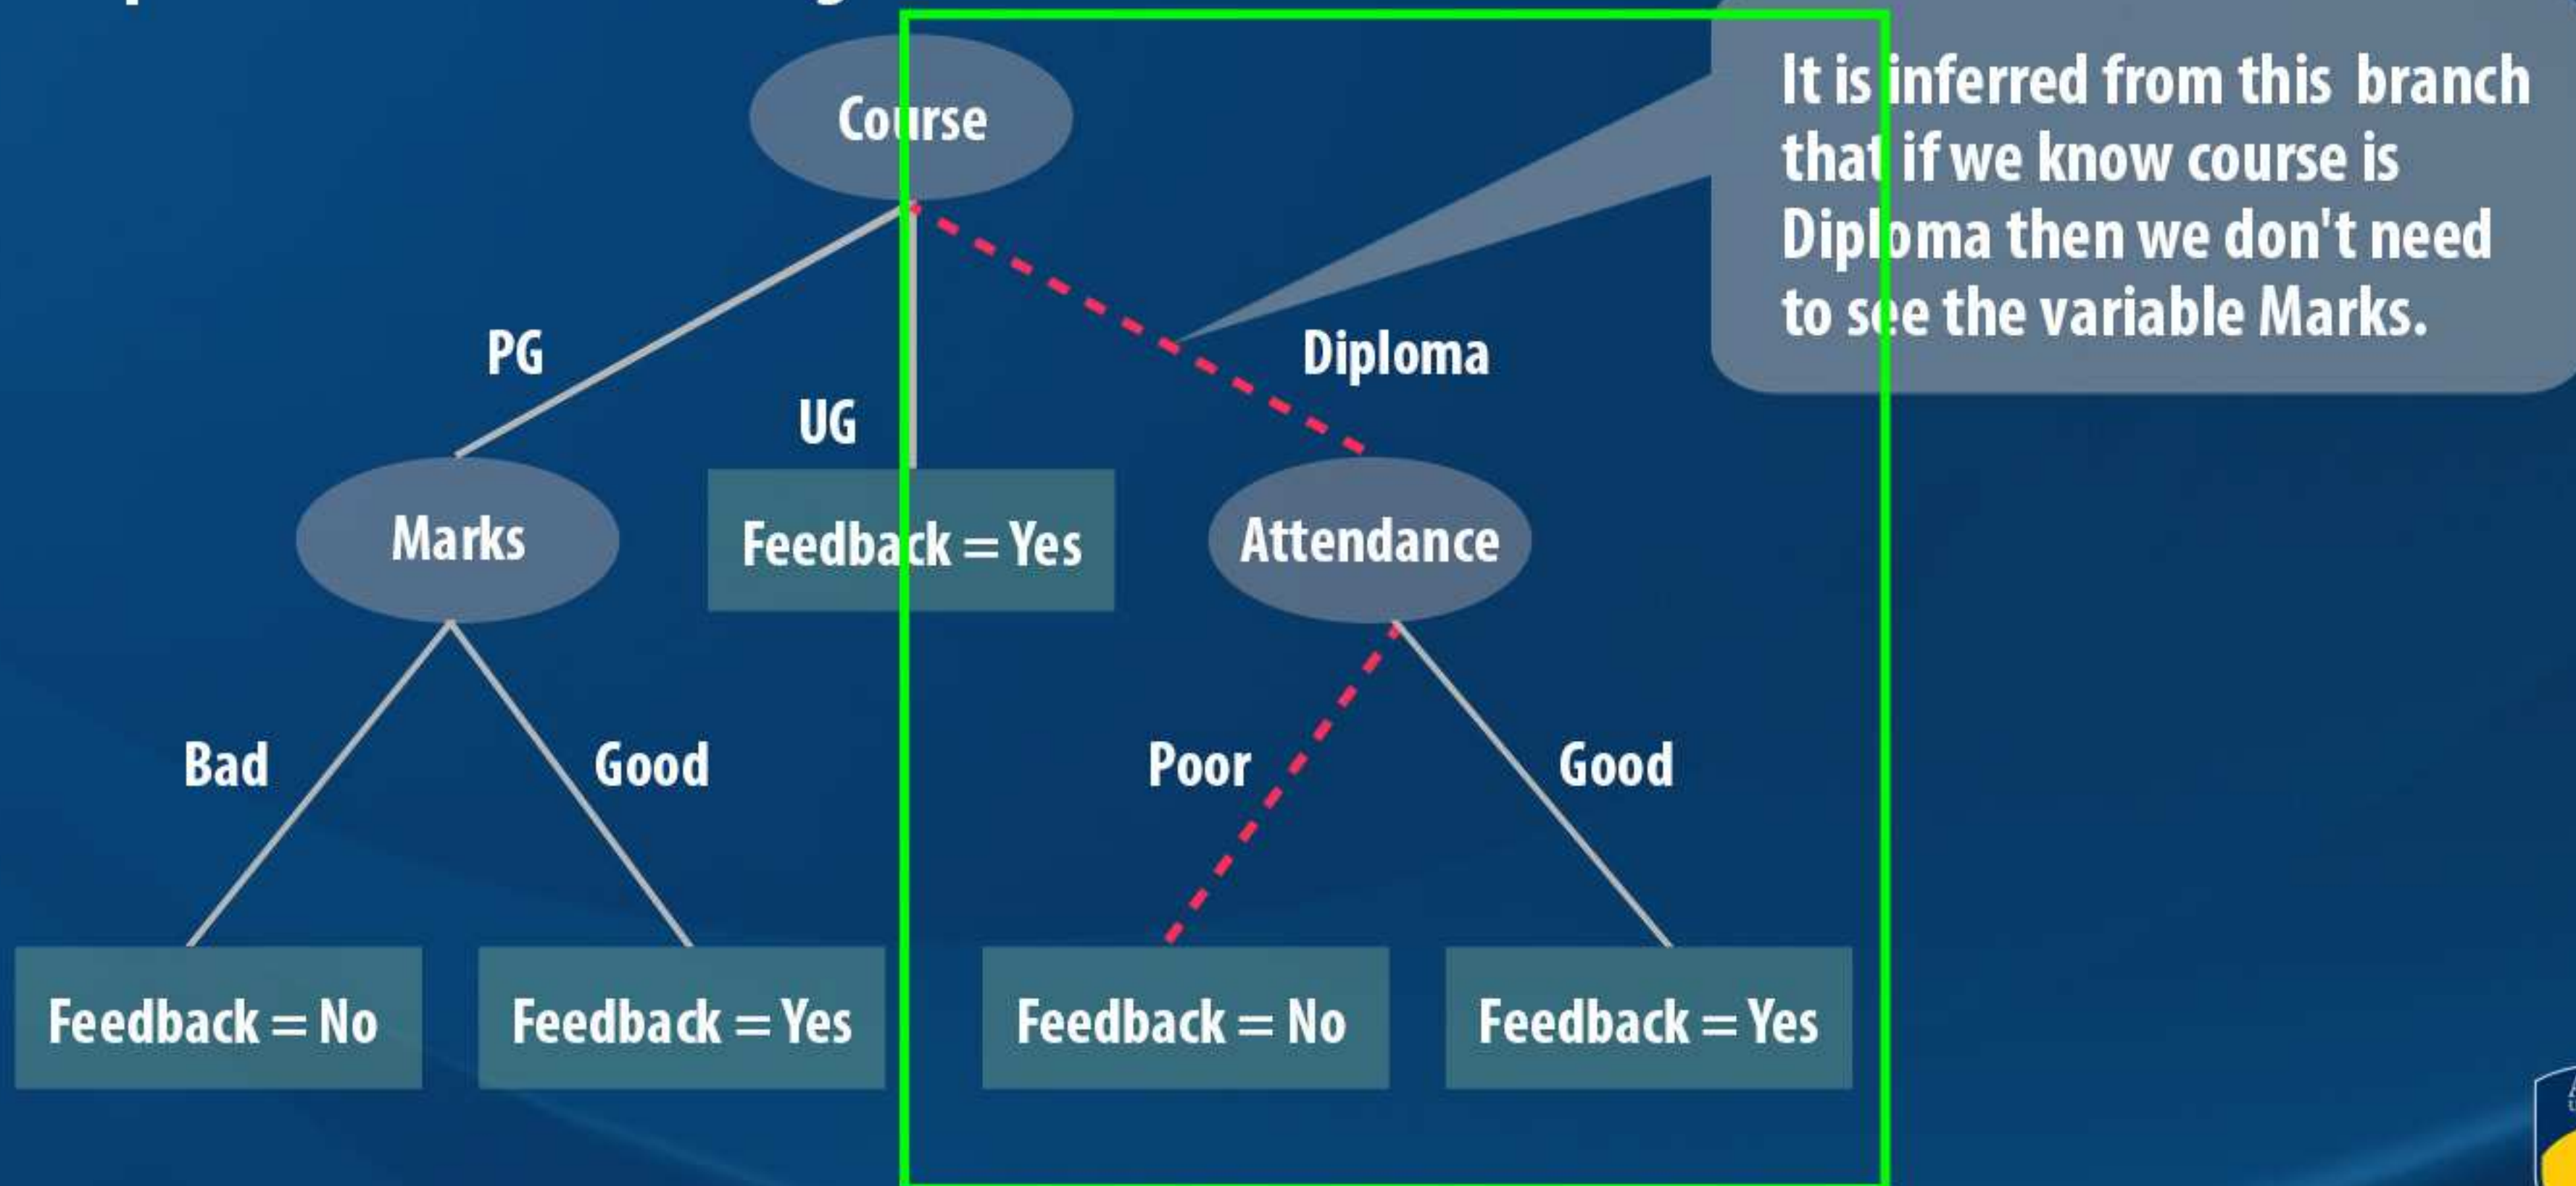 Course
It is inferred from this branch
that if we know course is
Diploma then we don't need
to see the variable Marks.
PG
UG
Diploma
Marks
Feedback = Yes
Attendance
Bad
Good
Poor
Good
Feedback = No
Feedback = Yes
Feedback = No
Feedback = Yes